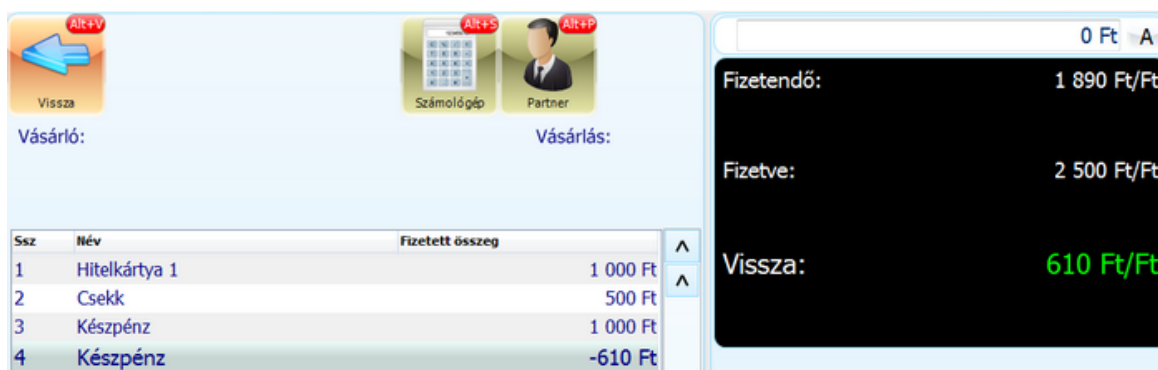 Alt+V
Alt+S
Alt+P
0 Ft A
Vissza
Számológép
Partner
Vásárló:
Vásárlás:
Fizetendő: 1 890 Ft/Ft
Fizetve: 2 500 Ft/Ft
Vissza: 610 Ft/Ft
Ssz Név Fizetett összeg
1 Hitelkártya 1 1 000 Ft
2 Csekk 500 Ft
3 Készpénz 1 000 Ft
4 Készpénz -610 Ft